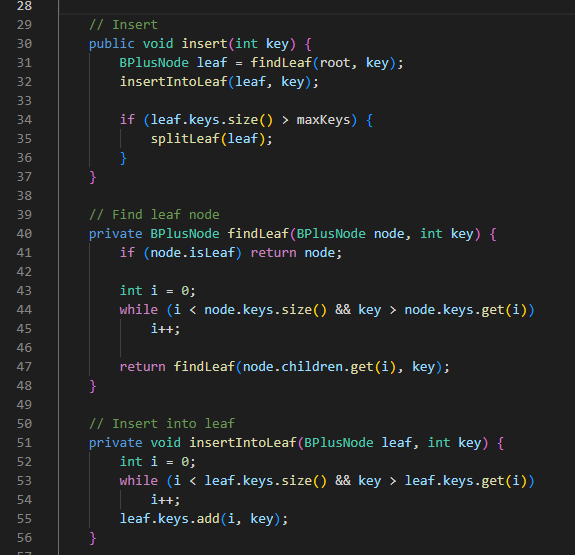 28
29 // Insert
30 public void insert(int key) {
31 BPlusNode leaf = findLeaf(root, key);
32 insertIntoLeaf(leaf, key);
33
34 if (leaf.keys.size() > maxKeys) {
35 splitLeaf(leaf);
36 }
37 }
38
39 // Find leaf node
40 private BPlusNode findLeaf(BPlusNode node, int key) {
41 if (node.isLeaf) return node;
42
43 int i = 0;
44 while (i < node.keys.size() && key > node.keys.get(i))
45 i++;
46
47 return findLeaf(node.children.get(i), key);
48 }
49
50 // Insert into leaf
51 private void insertIntoLeaf(BPlusNode leaf, int key) {
52 int i = 0;
53 while (i < leaf.keys.size() && key > leaf.keys.get(i))
54 i++;
55 leaf.keys.add(i, key);
56 }
57